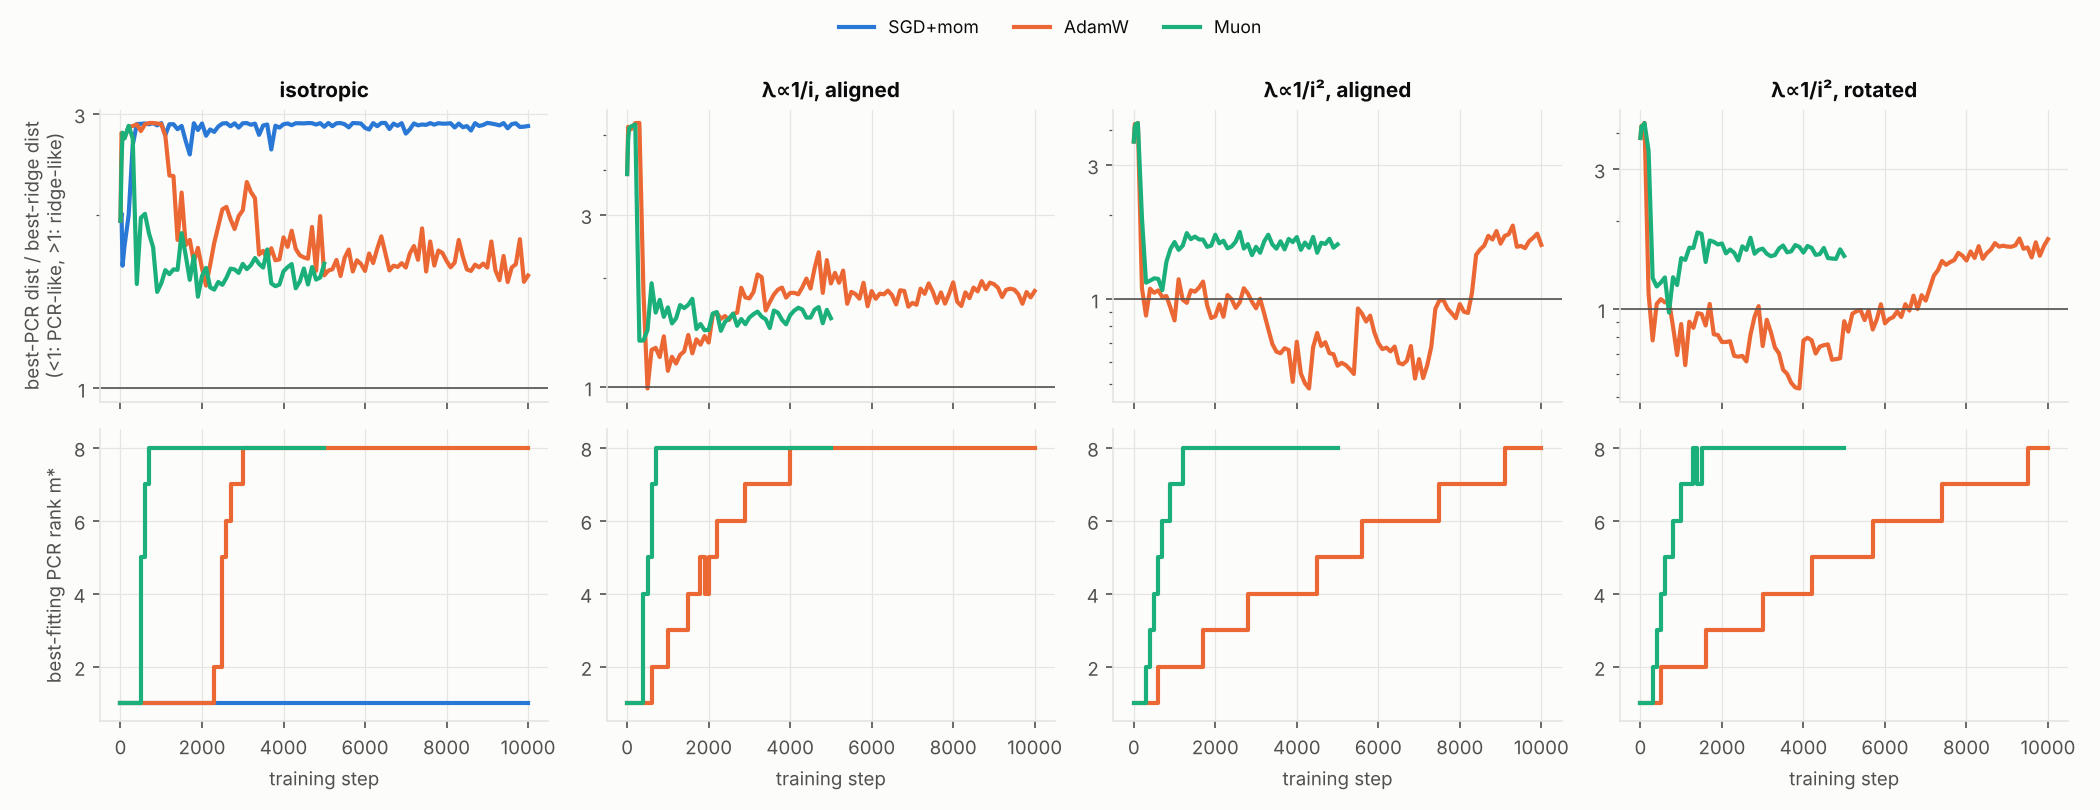 SGD+mom AdamW Muon
isotropic
λ∝1/i, aligned
λ∝1/i², aligned
λ∝1/i², rotated
best-PCR dist / best-ridge dist
(<1: PCR-like, >1: ridge-like)
3
1
3
1
3
1
3
1
best-fitting PCR rank m*
8
6
4
2
8
6
4
2
8
6
4
2
8
6
4
2
0 2000 4000 6000 8000 10000
0 2000 4000 6000 8000 10000
0 2000 4000 6000 8000 10000
0 2000 4000 6000 8000 10000
training step
training step
training step
training step